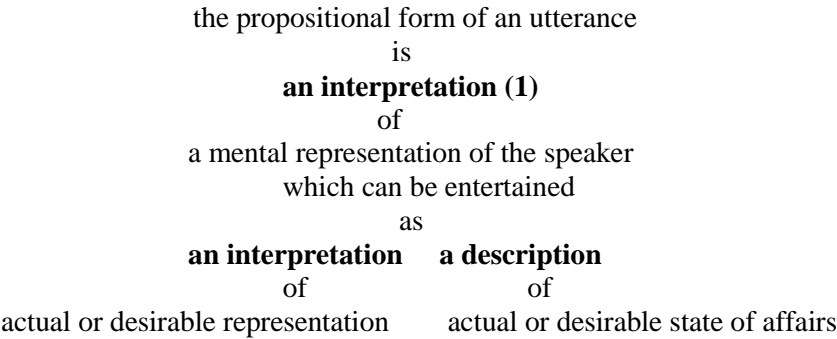 the propositional form of an utterance
is
an interpretation (1)
of
a mental representation of the speaker
which can be entertained
as
an interpretation a description
of of
actual or desirable representation actual or desirable state of affairs